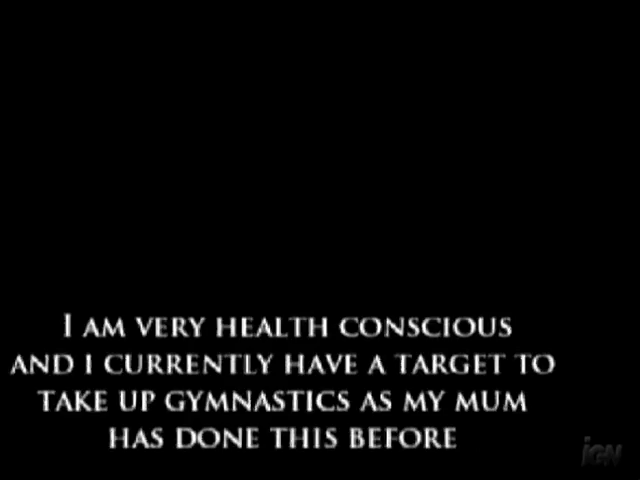 I AM VERY HEALTH CONSCIOUS
AND I CURRENTLY HAVE A TARGET TO
TAKE UP GYMNASTICS AS MY MUM
HAS DONE THIS BEFORE
IGN